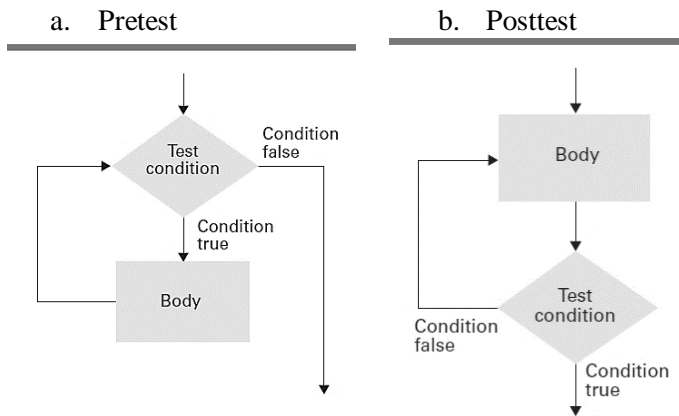 a. Pretest
Test
condition
Condition
false
Condition
true
Body
b. Posttest
Body
Test
condition
Condition
false
Condition
true